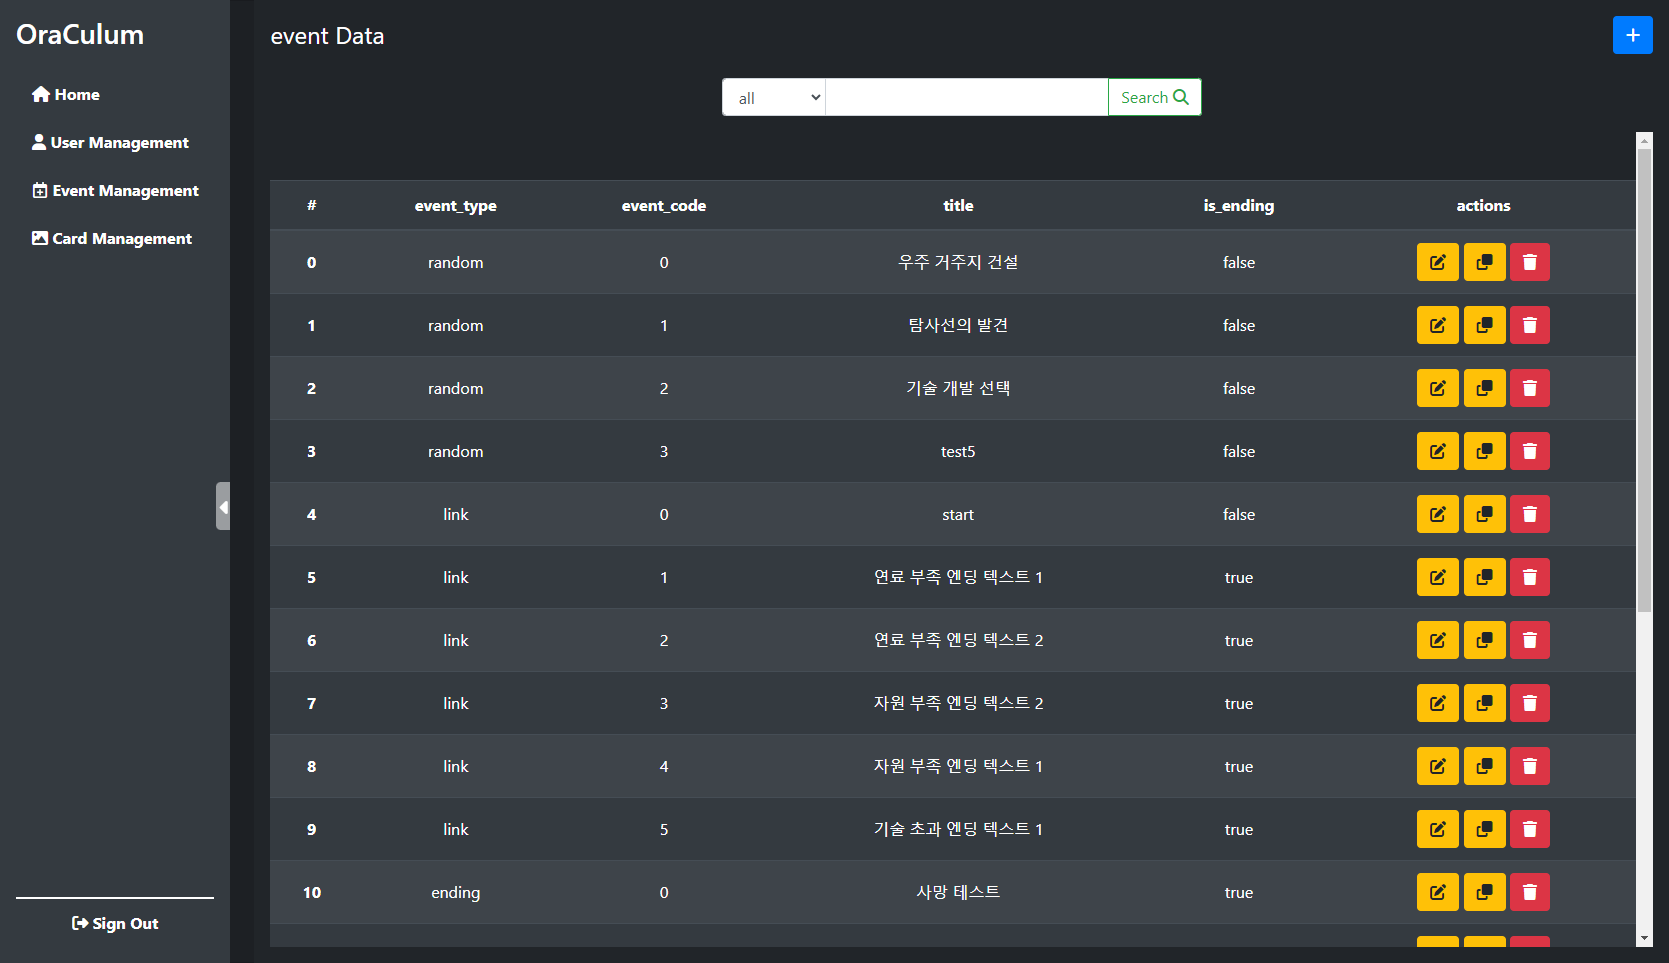 OraCulum
Home
User Management
Event Management
Card Management
Sign Out
event Data
all
Search
# event_type event_code title is_ending actions
0 random 0 우주 거주지 건설 false
1 random 1 탐사선의 발견 false
2 random 2 기술 개발 선택 false
3 random 3 test5 false
4 link 0 start false
5 link 1 연료 부족 엔딩 텍스트 1 true
6 link 2 연료 부족 엔딩 텍스트 2 true
7 link 3 자원 부족 엔딩 텍스트 2 true
8 link 4 자원 부족 엔딩 텍스트 1 true
9 link 5 기술 초과 엔딩 텍스트 1 true
10 ending 0 사망 테스트 true